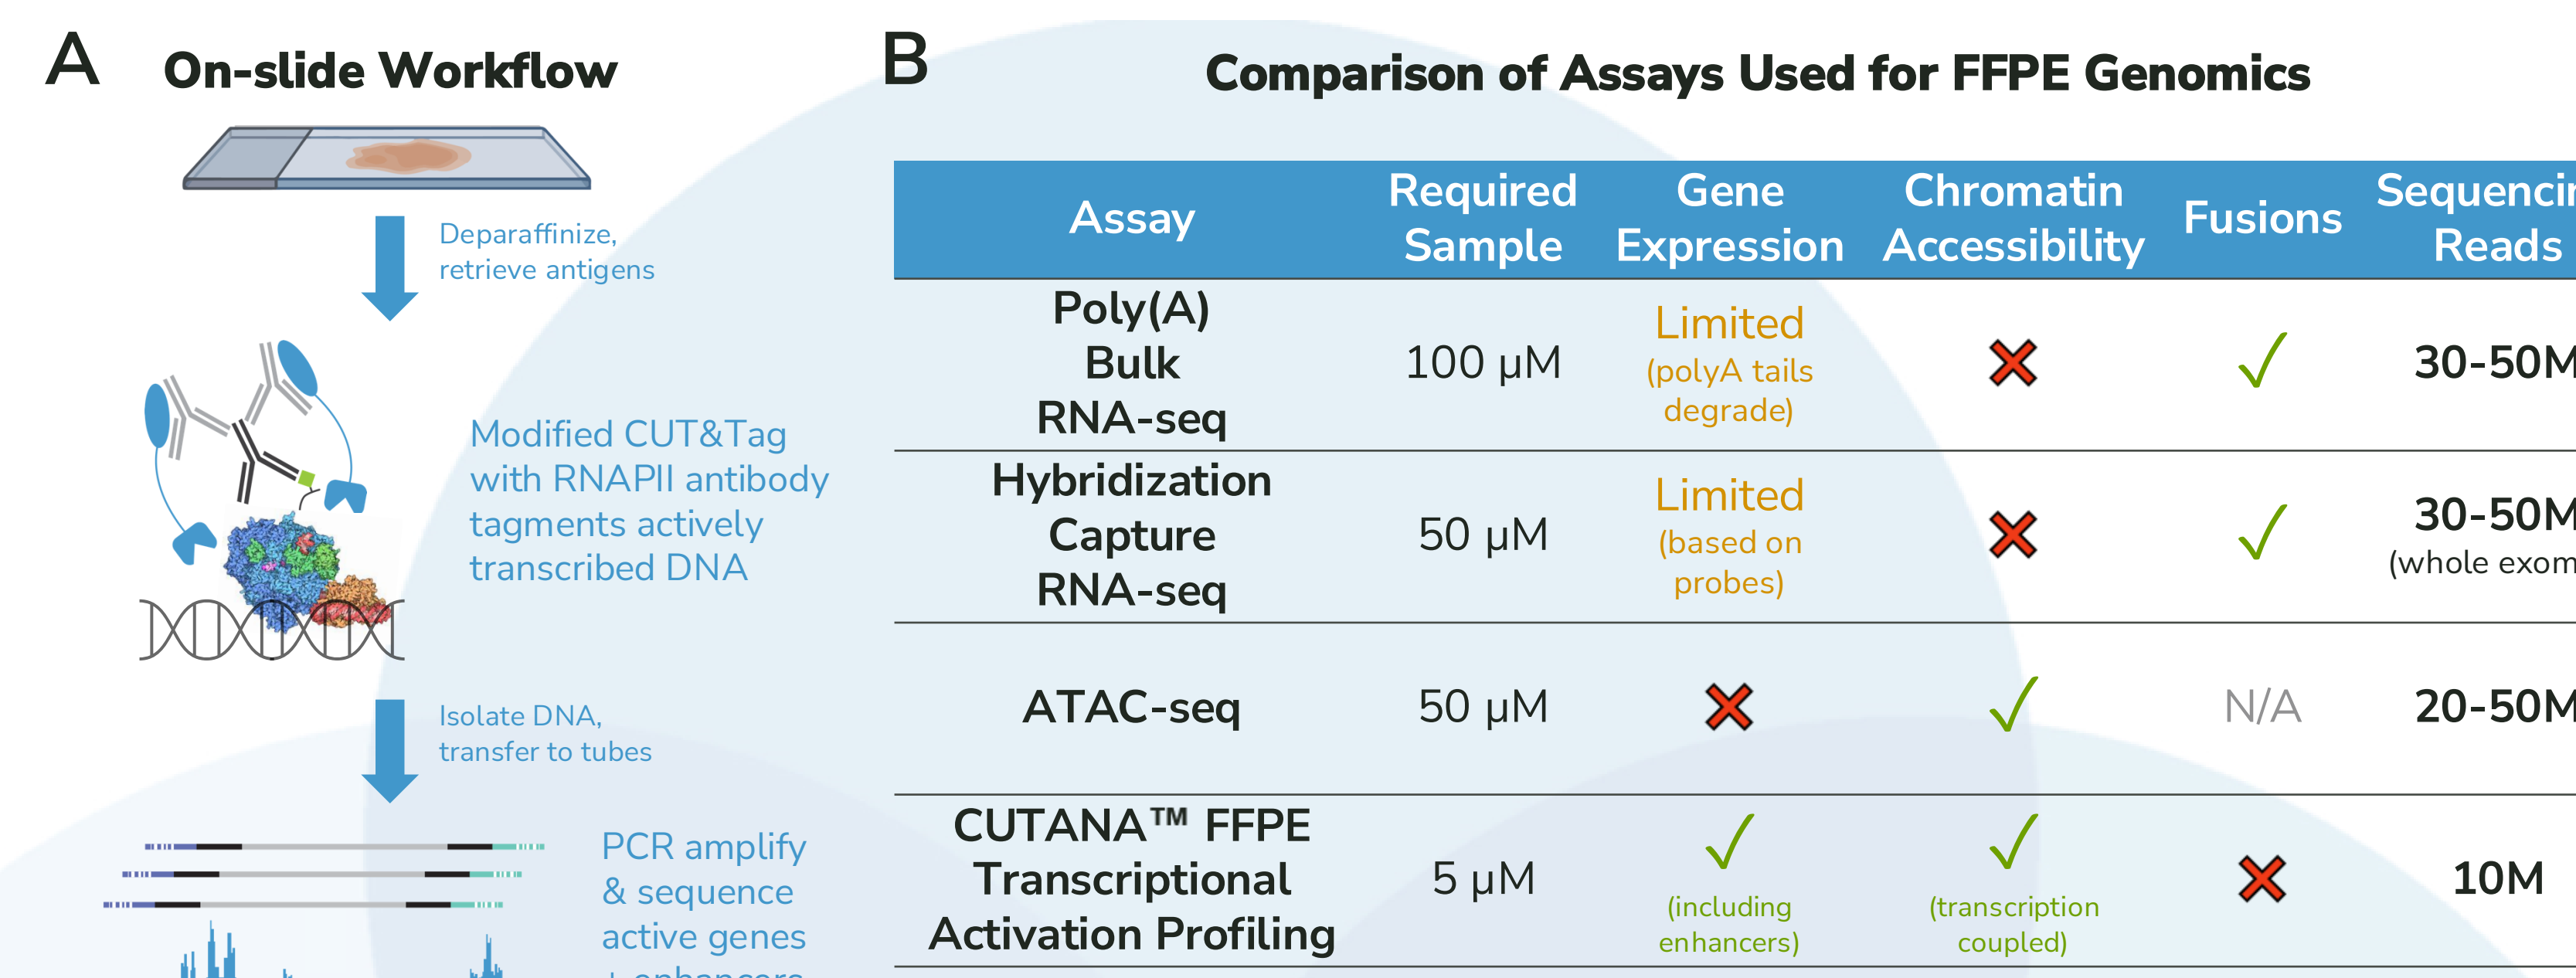 A
On-slide Workflow
Deparaffinize,
retrieve antigens
Modified CUT&Tag
with RNAPII antibody
tagments actively
transcribed DNA
Isolate DNA,
transfer to tubes
PCR amplify
& sequence
active genes
+ enhancers
B
Comparison of Assays Used for FFPE Genomics
Assay
Required
Sample
Gene
Expression
Chromatin
Accessibility
Fusions
Reads
Poly(A)
Bulk
RNA-seq
100 µM
Limited
(polyA tails
degrade)
30-50M
Hybridization
Capture
RNA-seq
50 µM
Limited
(based on
probes)
30-50M
(whole
ATAC-seq
50 µM
N/A
20-50M
CUTANA™ FFPE
Transcriptional
Activation Profiling
5 µM
(including
enhancers)
(transcription
coupled)
10M